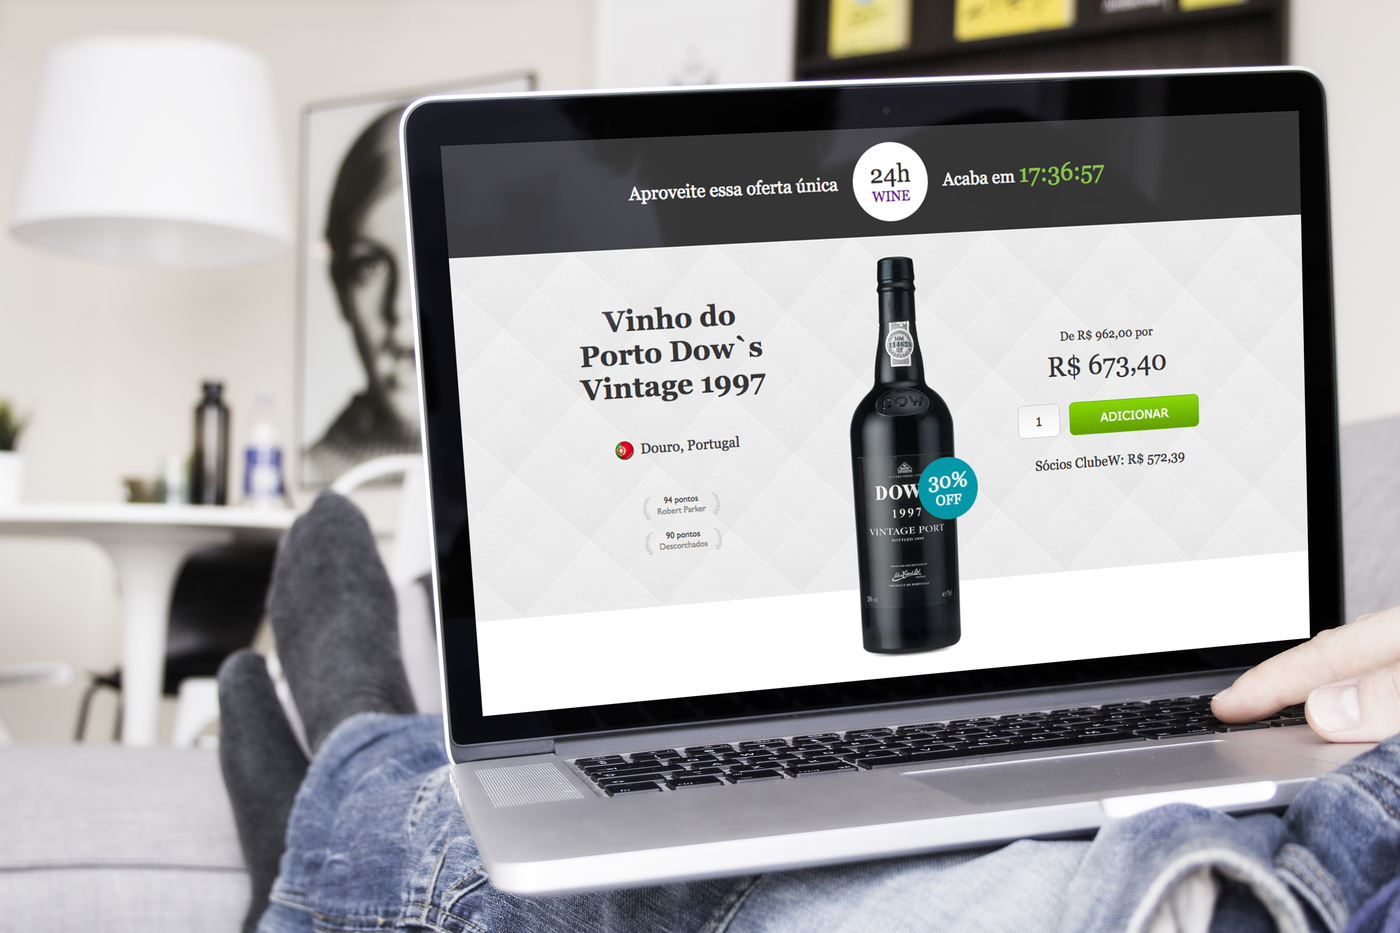 Aproveite essa oferta única
24h
WINE
Acaba em 17:36:57
Vinho do
Porto Dow`s
Vintage 1997
Douro, Portugal
94 pontos
Robert Parker
90 pontos
Descorchados
DOW
DOW
1997
VINTAGE PORT
30%
OFF
De R$ 962,00 por
R$ 673,40
1
ADICIONAR
Sócios ClubeW: R$ 572,39